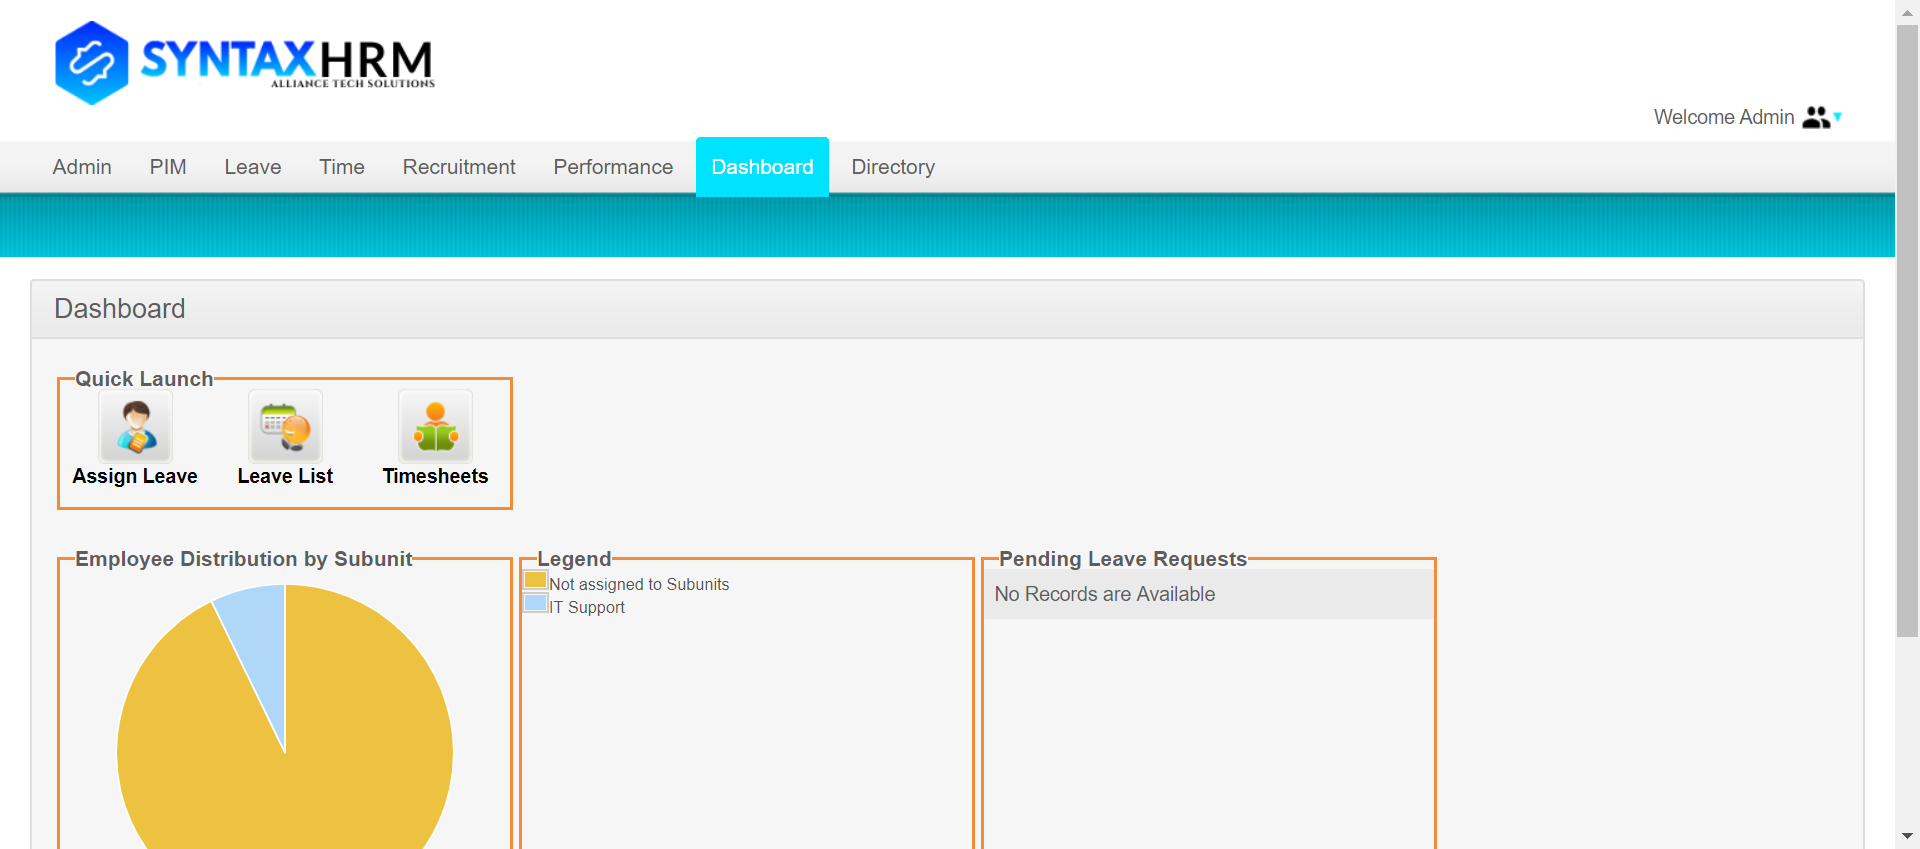 SYNTAXHRM
ALLIANCE TECH SOLUTIONS
Welcome Admin
Admin PIM Leave Time Recruitment Performance Dashboard Directory
Dashboard
Quick Launch
Assign Leave Leave List Timesheets
Employee Distribution by Subunit
Legend
Not assigned to Subunits
IT Support
Pending Leave Requests
No Records are Available